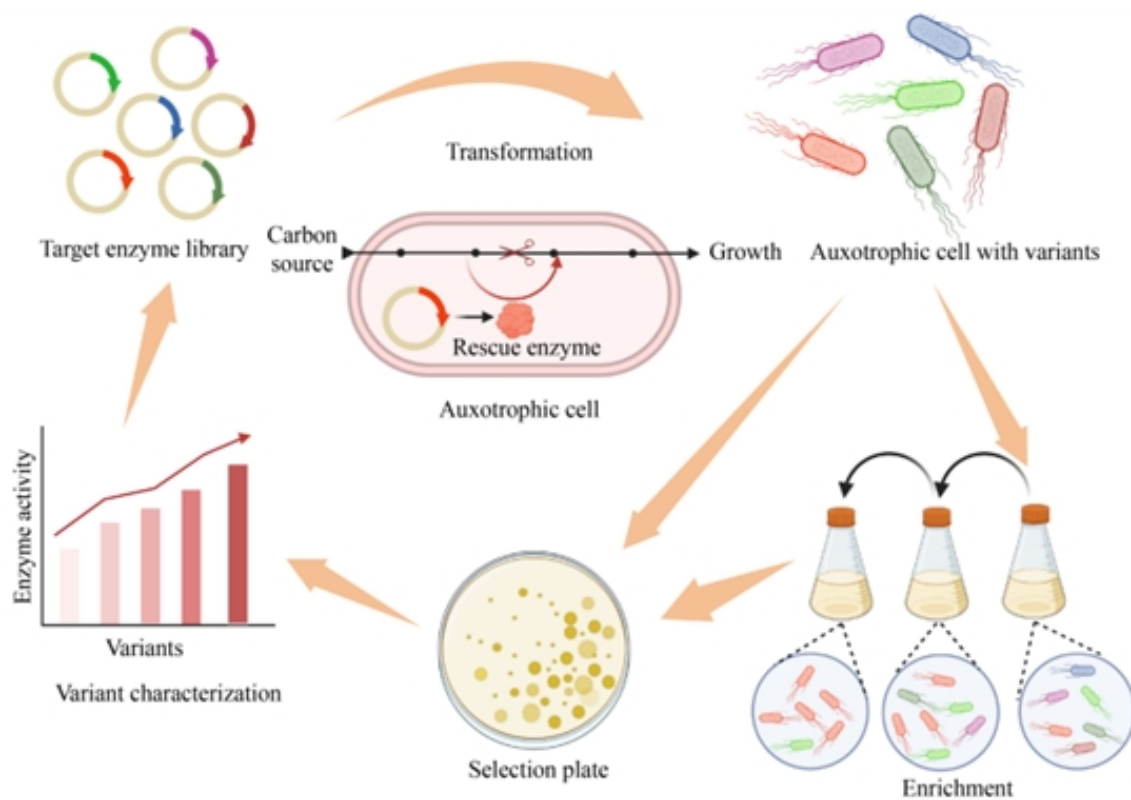 Target enzyme library
Transformation
Auxotrophic cell with variants
Carbon
source
Growth
Rescue enzyme
Auxotrophic cell
Enzyme activity
Variants
Variant characterization
Selection plate
Enrichment